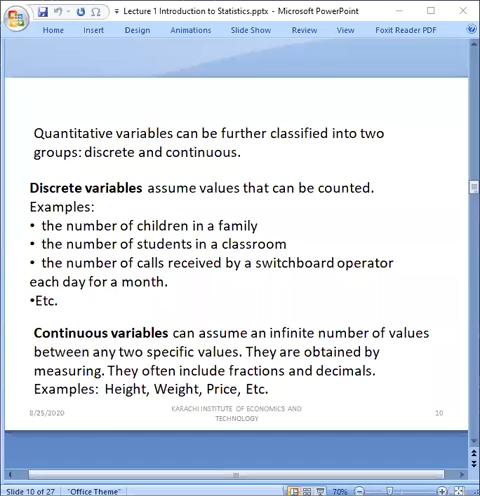 Lecture 1 Introduction to Statistics.pptx - Microsoft PowerPoint
Home Insert Design Animations Slide Show Review View Foxit Reader PDF
Quantitative variables can be further classified into two
groups: discrete and continuous.
Discrete variables assume values that can be counted.
Examples:
• the number of children in a family
• the number of students in a classroom
• the number of calls received by a switchboard operator
each day for a month.
•Etc.
Continuous variables can assume an infinite number of values
between any two specific values. They are obtained by
measuring. They often include fractions and decimals.
Examples: Height, Weight, Price, Etc.
8/25/2020 KARACHI INSTITUTE OF ECONOMICS AND 10
TECHNOLOGY
Slide 10 of 27 "Office Theme" 70%